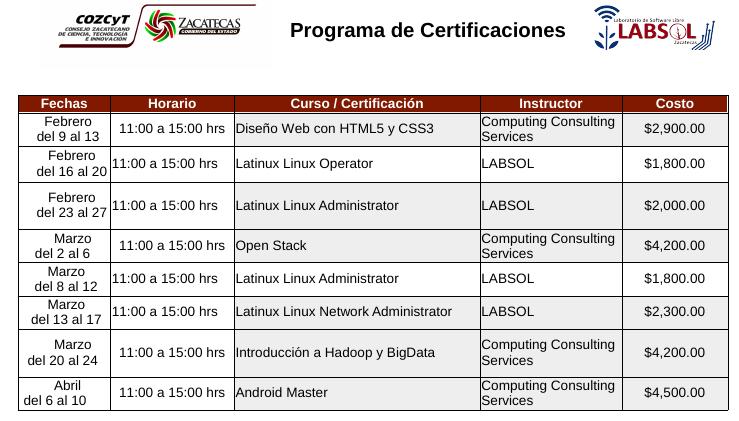 COZCYT
CONSEJO ZACATECANO
DE CIENCIA, TECNOLOGÍA
E INNOVACIÓN
ZACATECAS
GOBIERNO DEL ESTADO
Programa de Certificaciones
Laboratorio de Software Libre
LABSOL
Zacatecas
Fechas Horario Curso / Certificación Instructor Costo
Febrero
del 9 al 13 11:00 a 15:00 hrs Diseño Web con HTML5 y CSS3 Computing Consulting
Services $2,900.00
Febrero
del 16 al 20 11:00 a 15:00 hrs Latinux Linux Operator LABSOL $1,800.00
Febrero
del 23 al 27 11:00 a 15:00 hrs Latinux Linux Administrator LABSOL $2,000.00
Marzo
del 2 al 6 11:00 a 15:00 hrs Open Stack Computing Consulting
Services $4,200.00
Marzo
del 8 al 12 11:00 a 15:00 hrs Latinux Linux Administrator LABSOL $1,800.00
Marzo
del 13 al 17 11:00 a 15:00 hrs Latinux Linux Network Administrator LABSOL $2,300.00
Marzo
del 20 al 24 11:00 a 15:00 hrs Introducción a Hadoop y BigData Computing Consulting
Services $4,200.00
Abril
del 6 al 10 11:00 a 15:00 hrs Android Master Computing Consulting
Services $4,500.00